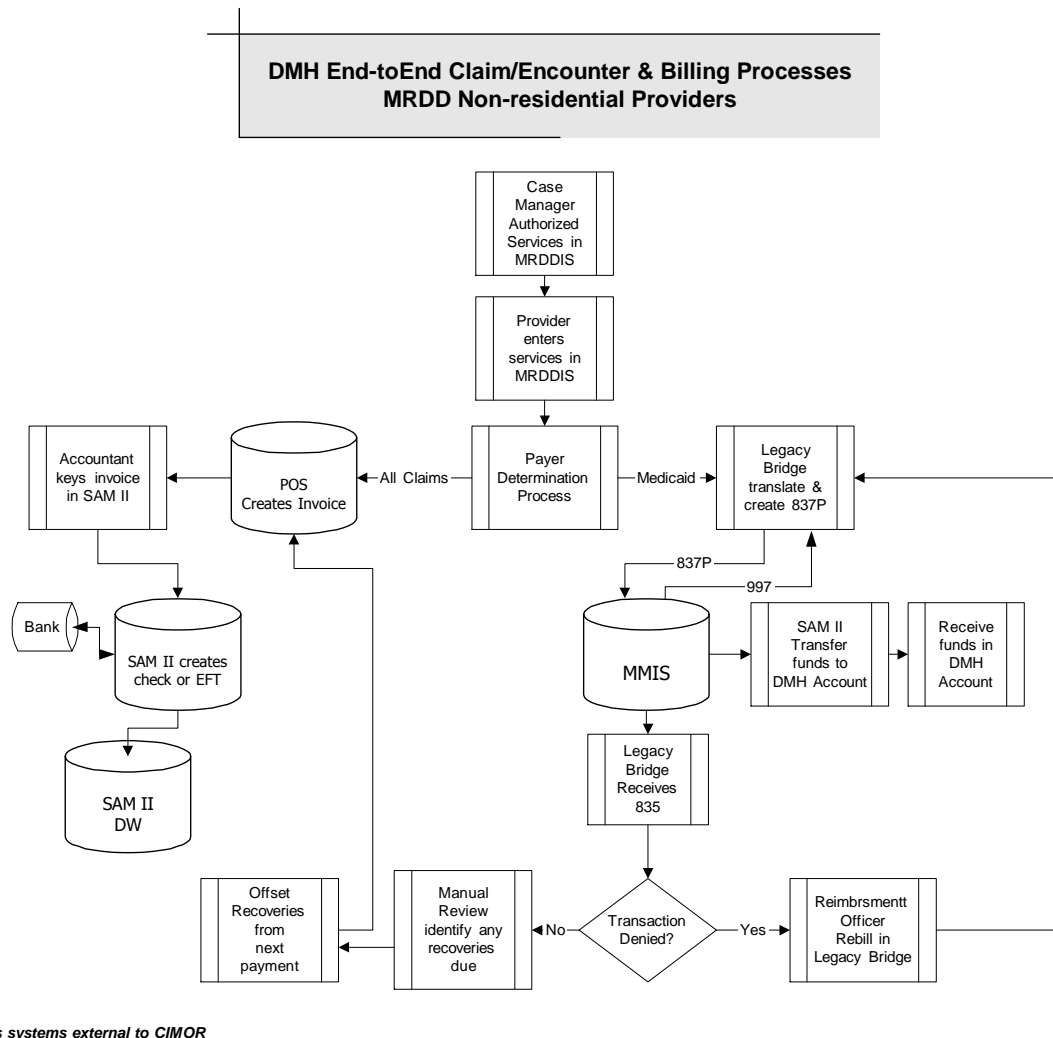 DMH End-toEnd Claim/Encounter & Billing Processes
MRDD Non-residential Providers
Case
Manager
Authorized
Services in
MRDDIS
Provider
enters
services in
MRDDIS
Accountant
keys invoice
in SAM II
POS
Creates Invoice
All Claims
Payer
Determination
Process
Medicaid
Legacy
Bridge
translate &
create 837P
837P
997
Bank
SAM II creates
check or EFT
MMIS
SAM II
Transfer
funds to
DMH Account
Receive
funds in
DMH
Account
SAM II
DW
Legacy
Bridge
Receives
835
Offset
Recoveries
from
next
payment
Manual
Review
identify any
recoveries
due
No
Transaction
Denied?
Yes
Reimbrsmentt
Officer
Rebill in
Legacy Bridge
s systems external to CIMOR